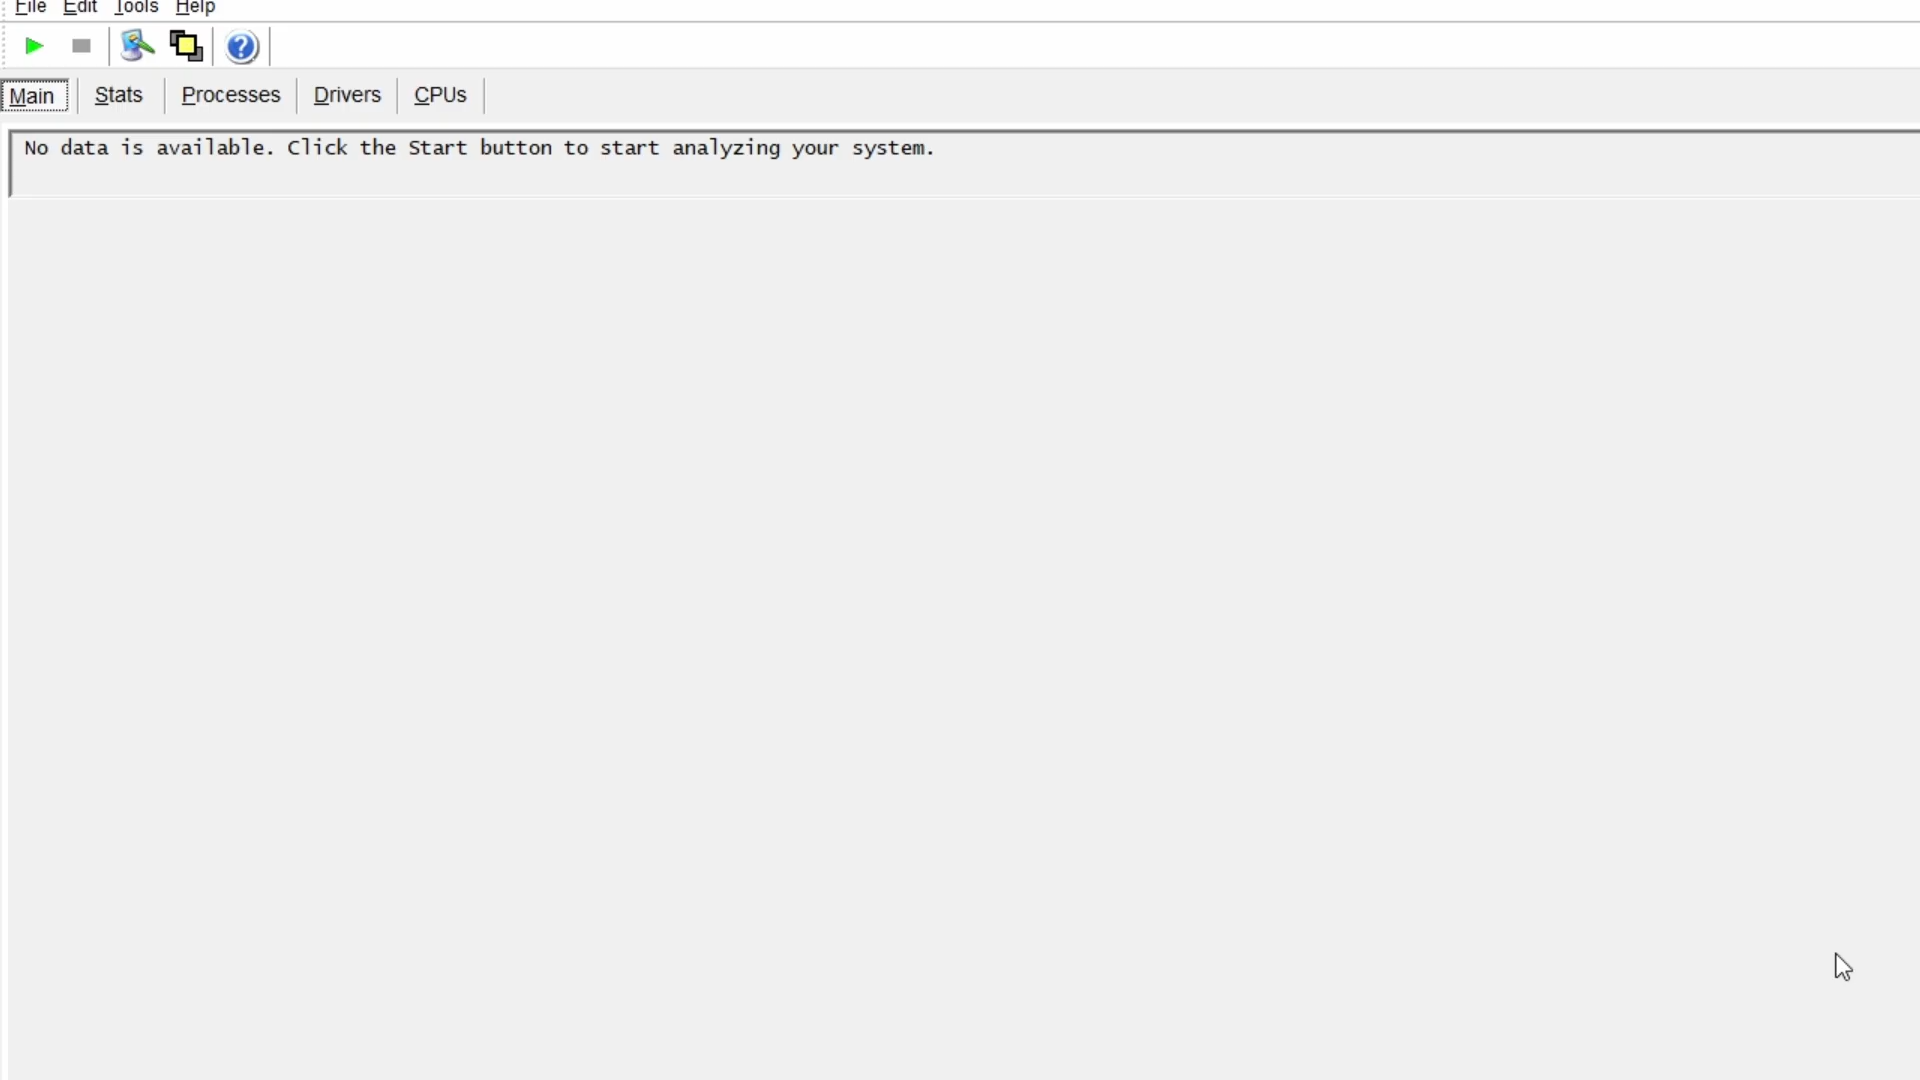 File Edit Tools Help
Main Stats Processes Drivers CPUs
No data is available. Click the Start button to start analyzing your system.